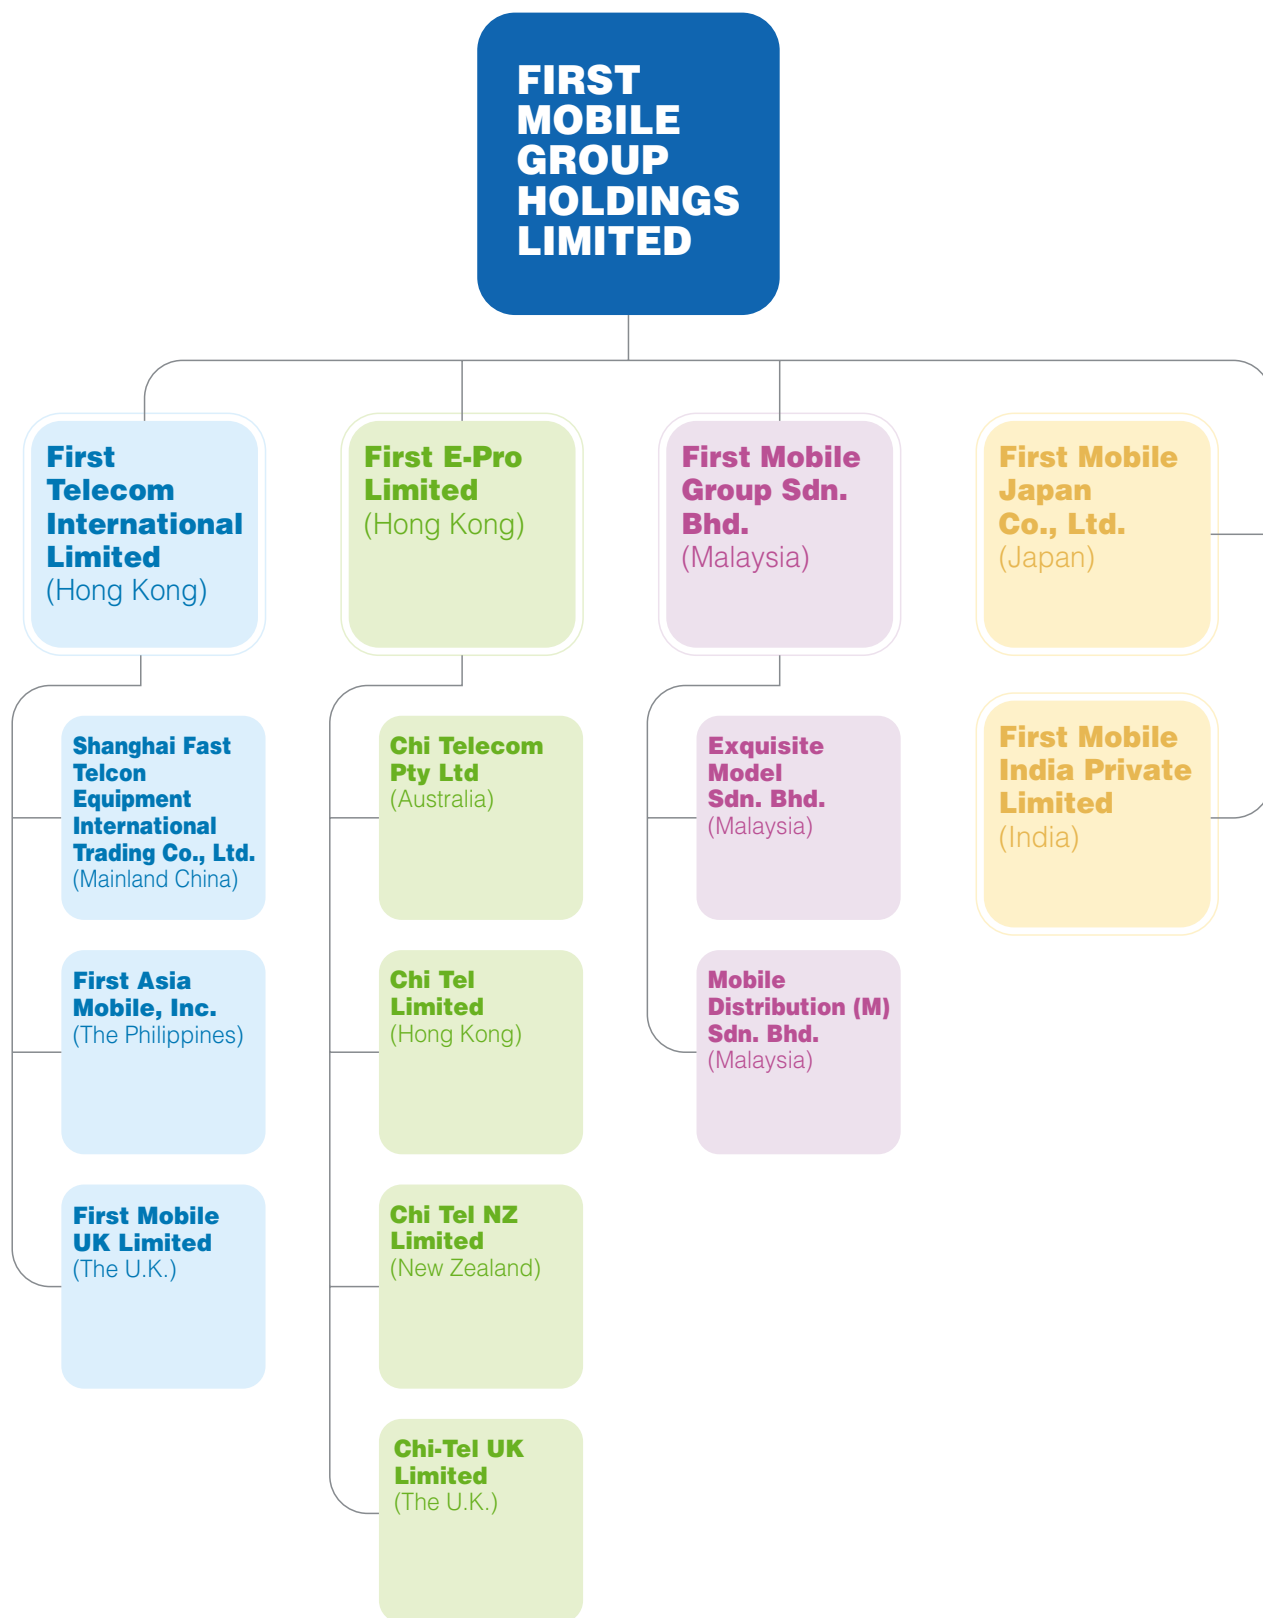 FIRST
MOBILE
GROUP
HOLDINGS
LIMITED
First
Telecom
International
Limited
(Hong Kong)
First E-Pro
Limited
(Hong Kong)
First Mobile
Group Sdn.
Bhd.
(Malaysia)
First Mobile
Japan
Co., Ltd.
(Japan)
Shanghai Fast
Telcon
Equipment
International
Trading Co., Ltd.
(Mainland China)
Chi Telecom
Pty Ltd
(Australia)
Exquisite
Model
Sdn. Bhd.
(Malaysia)
First Mobile
India Private
Limited
(India)
First Asia
Mobile, Inc.
(The Philippines)
Chi Tel
Limited
(Hong Kong)
Mobile
Distribution (M)
Sdn. Bhd.
(Malaysia)
First Mobile
UK Limited
(The U.K.)
Chi Tel NZ
Limited
(New Zealand)
Chi-Tel UK
Limited
(The U.K.)